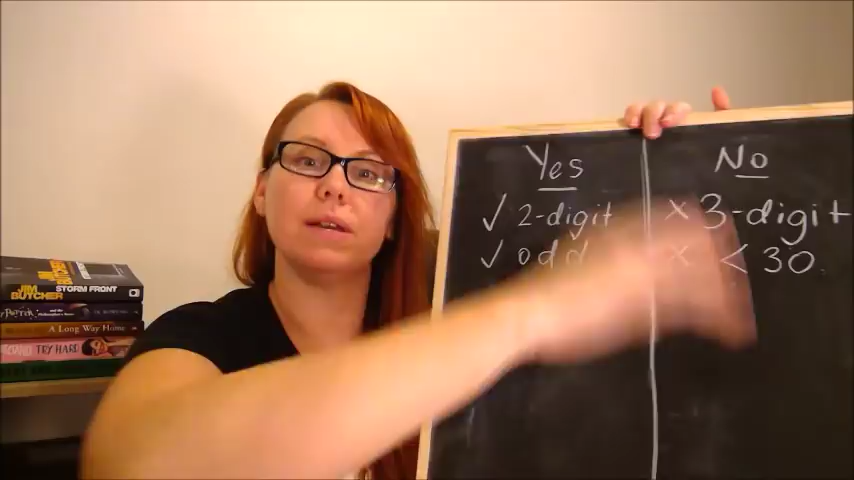 Yes
✓ 2-digit
✓ odd
No
x 3-digit
x < 30
JIM BUTCHER
STORM FRONT
A Long Way Home
TRY HARD